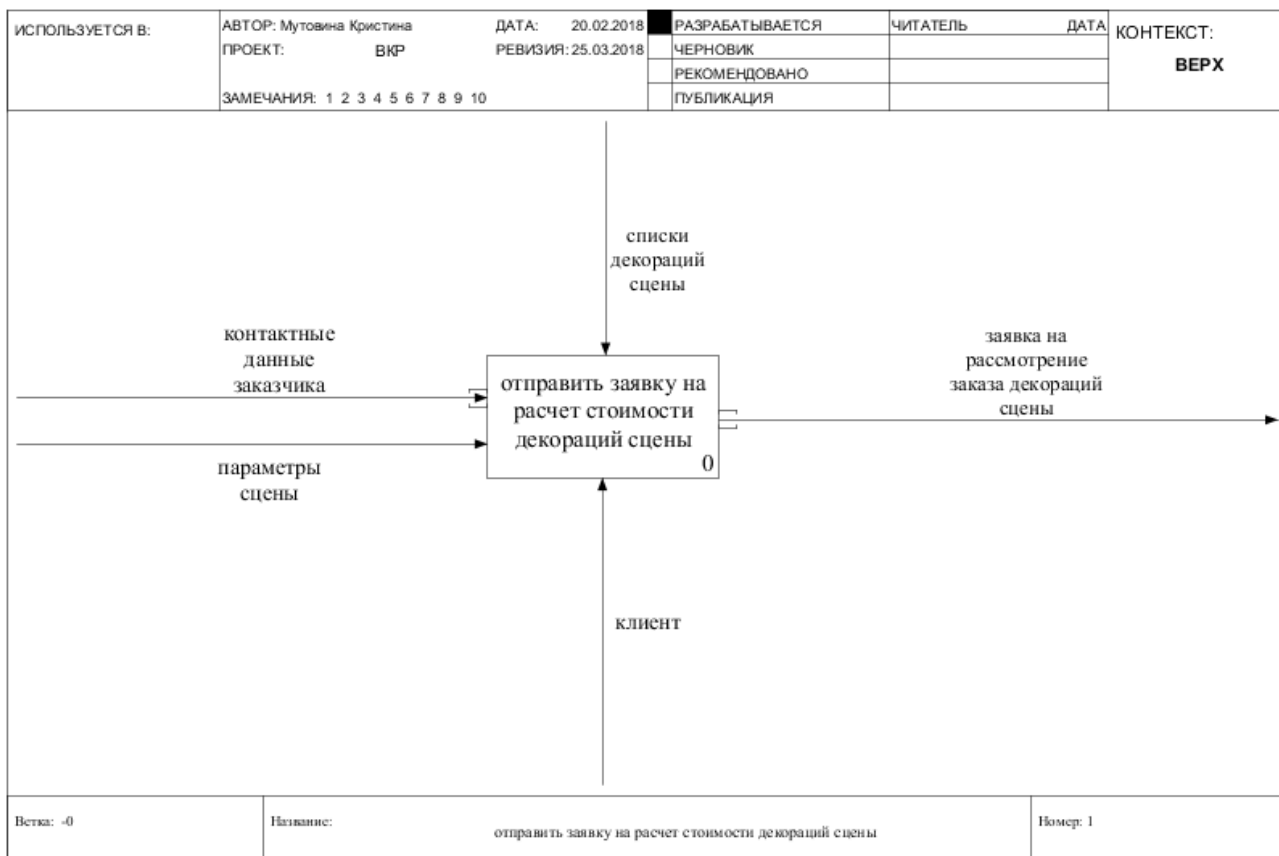 ИСПОЛЬЗУЕТСЯ В:
АВТОР: Мутовина Кристина
ДАТА: 20.02.2018
ПРОЕКТ: ВКР
РЕВИЗИЯ: 25.03.2018
ЗАМЕЧАНИЯ: 1 2 3 4 5 6 7 8 9 10
РАЗРАБАТЫВАЕТСЯ
ЧЕРНОВИК
РЕКОМЕНДОВАНО
ПУБЛИКАЦИЯ
ЧИТАТЕЛЬ
ДАТА
КОНТЕКСТ:
ВЕРХ
списки
декораций
сцены
контактные
данные
заказчика
параметры
сцены
отправить заявку на
расчет стоимости
декораций сцены
0
заявка на
рассмотрение
заказа декораций
сцены
клиент
Ветка: -0
Название:
отправить заявку на расчет стоимости декораций сцены
Номер: 1